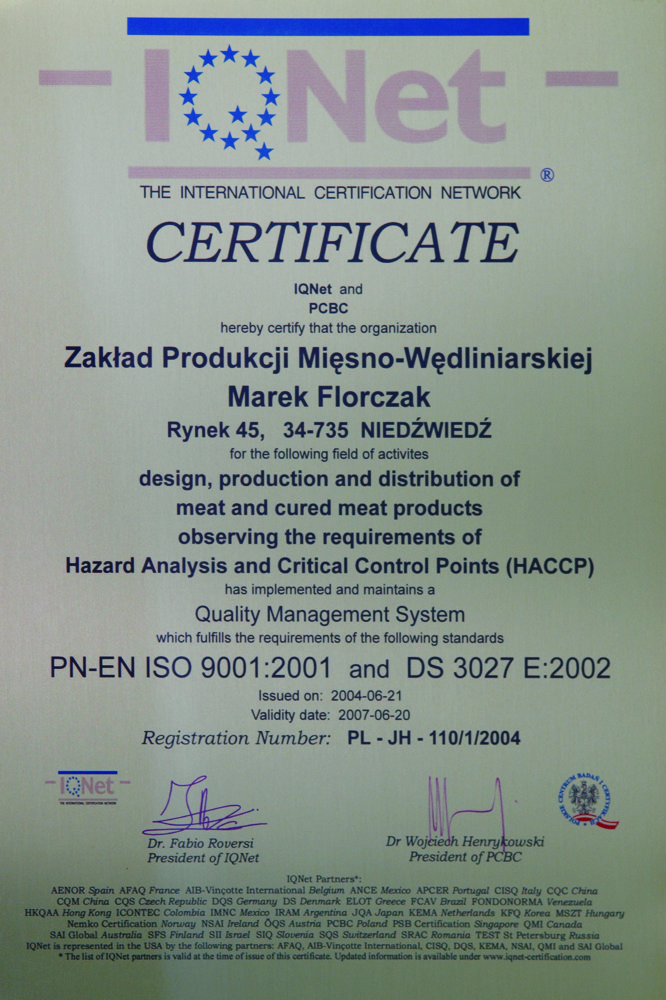 IQNet
®
THE INTERNATIONAL CERTIFICATION NETWORK
CERTIFICATE
IQNet and
PCBC
hereby certify that the organization
Zakład Produkcji Mięsno-Wędliniarskiej
Marek Florczak
Rynek 45, 34-735 NIEDŹWIEDŹ
for the following field of activites
design, production and distribution of
meat and cured meat products
observing the requirements of
Hazard Analysis and Critical Control Points (HACCP)
has implemented and maintains a
Quality Management System
which fulfills the requirements of the following standards
PN-EN ISO 9001:2001 and DS 3027 E:2002
Issued on: 2004-06-21
Validity date: 2007-06-20
Registration Number: PL - JH - 110/1/2004
IQNet
THE INTERNATIONAL CERTIFICATION NETWORK
POLSKIE CENTRUM BADAŃ I CERTYFIKACJI
Dr. Fabio Roversi
President of IQNet
Dr Wojciech Henrykowski
President of PCBC
IQNet Partners*:
AENOR Spain AFAQ France AIB-Vinçotte International Belgium ANCE Mexico APCER Portugal CISQ Italy CQC China
CQM China CQS Czech Republic DQS Germany DS Denmark ELOT Greece FCAV Brazil FONDONORMA Venezuela
HKQAA Hong Kong ICONTEC Colombia IMNC Mexico IRAM Argentina JQA Japan KEMA Netherlands KFQ Korea MSZT Hungary
Nemko Certification Norway NSAI Ireland ÖQS Austria PCBC Poland PSB Certification Singapore QMI Canada
SAI Global Australia SFS Finland SII Israel SIQ Slovenia SQS Switzerland SRAC Romania TEST St Petersburg Russia
IQNet is represented in the USA by the following partners: AFAQ, AIB-Vinçotte International, CISQ, DQS, KEMA, NSAI, QMI and SAI Global
* The list of IQNet partners is valid at the time of issue of this certificate. Updated information is available under www.iqnet-certification.com